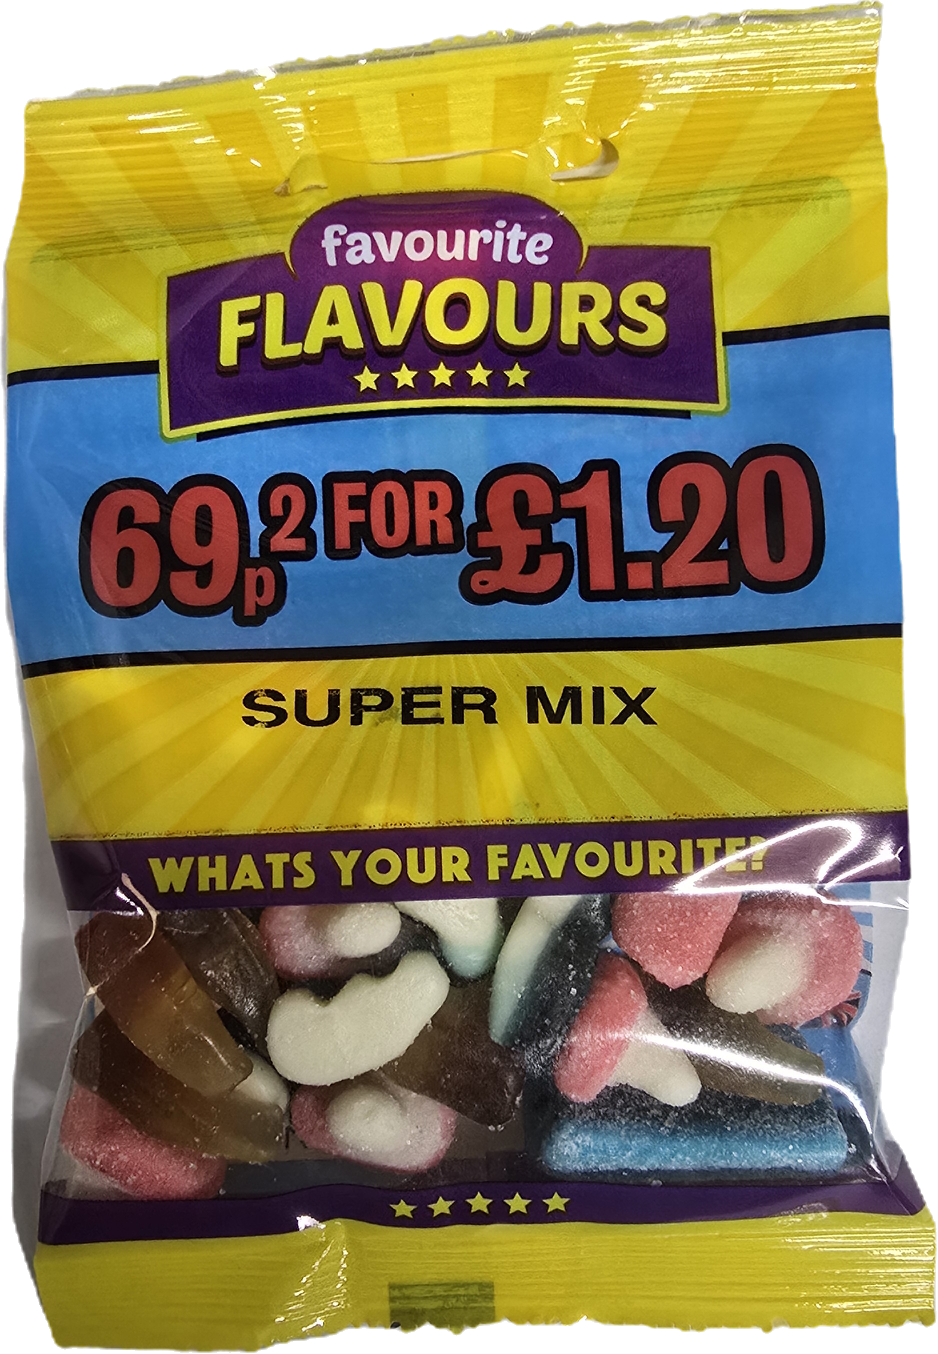 favourite
FLAVOURS
69p 2 FOR £1.20
SUPER MIX
WHATS YOUR FAVOURITE?